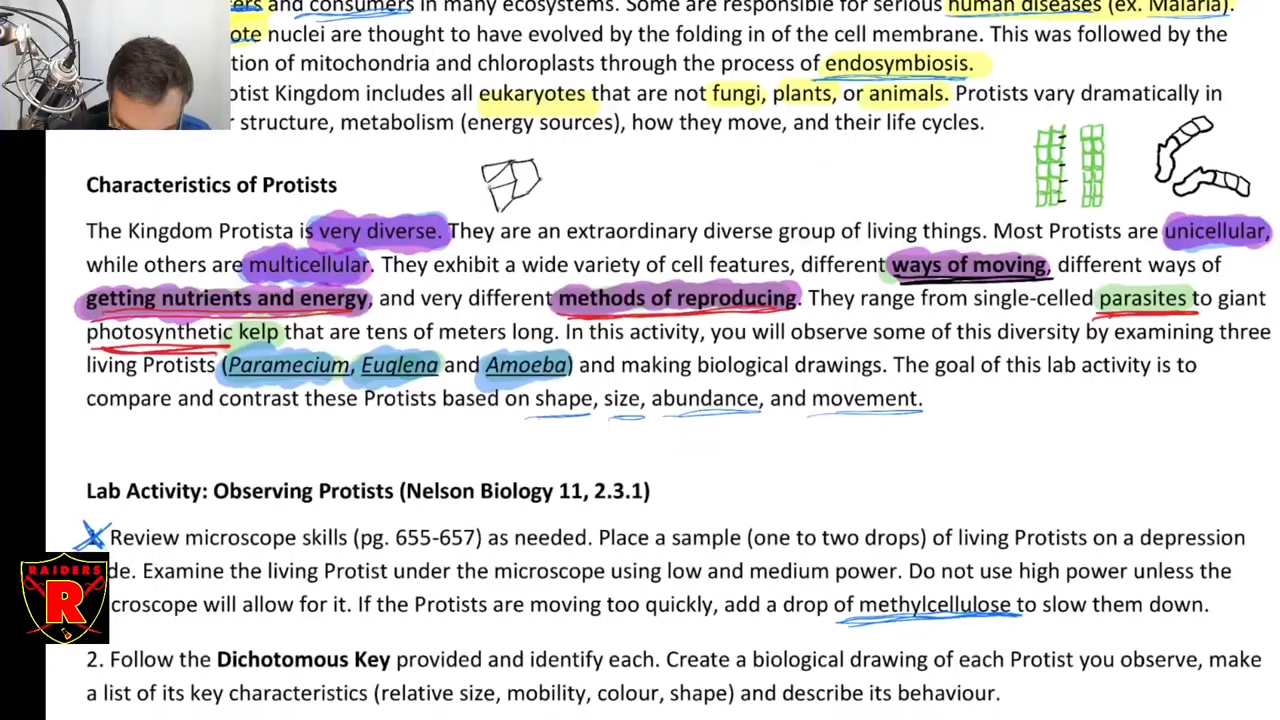 and consumers in many ecosystems. Some are responsible for serious human diseases (ex. Malaria).
nuclei are thought to have evolved by the folding in of the cell membrane. This was followed by the
of mitochondria and chloroplasts through the process of endosymbiosis.
Kingdom includes all eukaryotes that are not fungi, plants, or animals. Protists vary dramatically in
structure, metabolism (energy sources), how they move, and their life cycles.
Characteristics of Protists
The Kingdom Protista is very diverse. They are an extraordinary diverse group of living things. Most Protists are unicellular,
while others are multicellular. They exhibit a wide variety of cell features, different ways of moving, different ways of
getting nutrients and energy, and very different methods of reproducing. They range from single-celled parasites to giant
photosynthetic kelp that are tens of meters long. In this activity, you will observe some of this diversity by examining three
living Protists (Paramecium, Euglena and Amoeba) and making biological drawings. The goal of this lab activity is to
compare and contrast these Protists based on shape, size, abundance, and movement.
Lab Activity: Observing Protists (Nelson Biology 11, 2.3.1)
Review microscope skills (pg. 655-657) as needed. Place a sample (one to two drops) of living Protists on a depression
de. Examine the living Protist under the microscope using low and medium power. Do not use high power unless the
croscope will allow for it. If the Protists are moving too quickly, add a drop of methylcellulose to slow them down.
RAIDERS
R
2. Follow the Dichotomous Key provided and identify each. Create a biological drawing of each Protist you observe, make
a list of its key characteristics (relative size, mobility, colour, shape) and describe its behaviour.